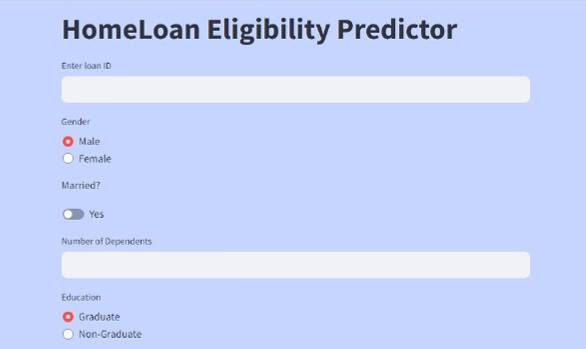 HomeLoan Eligibility Predictor
Enter loan ID
Gender
Male
Female
Married?
Yes
Number of Dependents
Education
Graduate
Non-Graduate